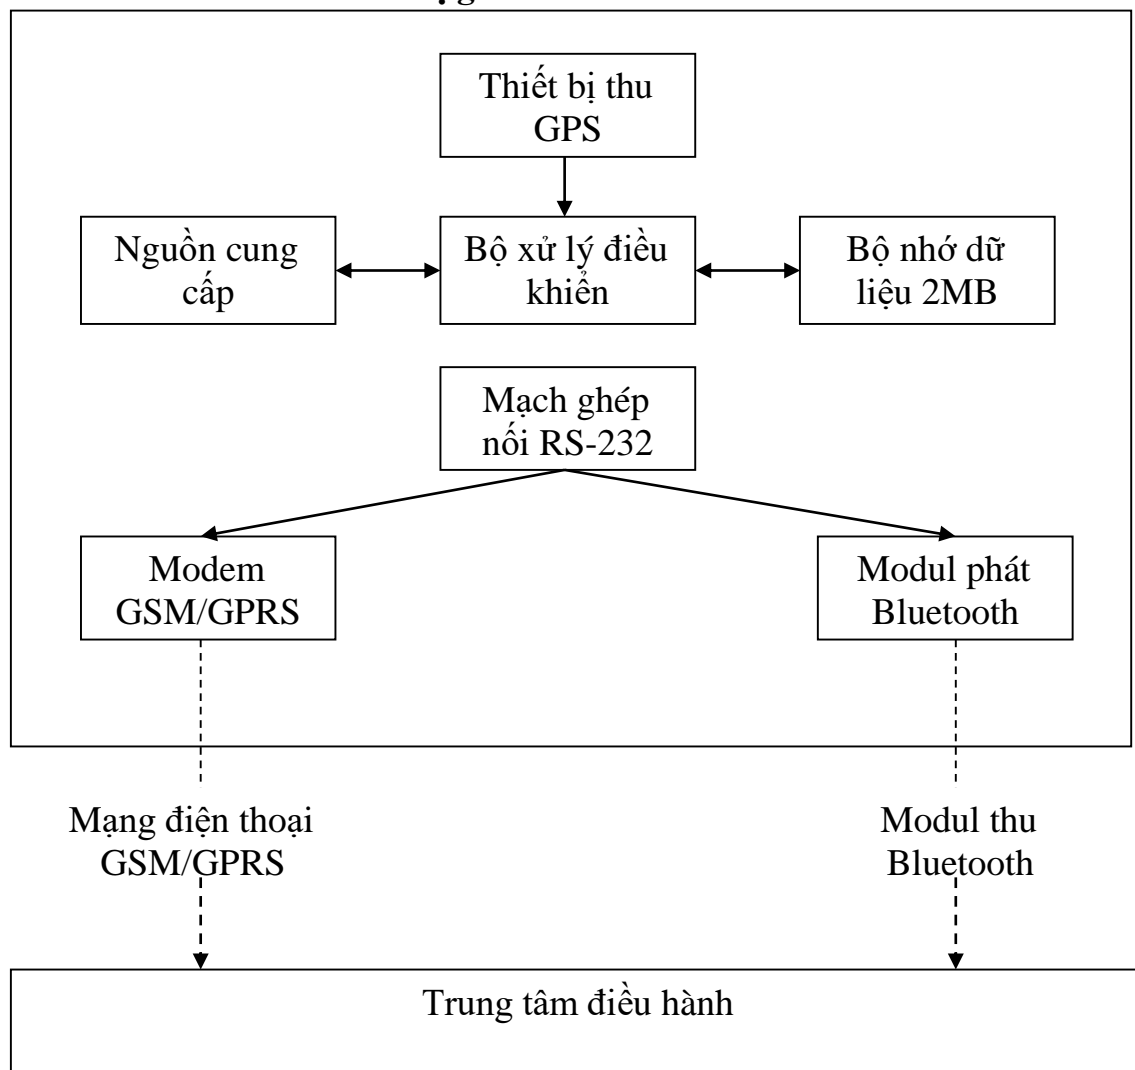 Thiết bị thu
GPS
Nguồn cung
cấp
Bộ xử lý điều
khiển
Bộ nhớ dữ
liệu 2MB
Mạch ghép
nối RS-232
Modem
GSM/GPRS
Modul phát
Bluetooth
Mạng điện thoại
GSM/GPRS
Modul thu
Bluetooth
Trung tâm điều hành